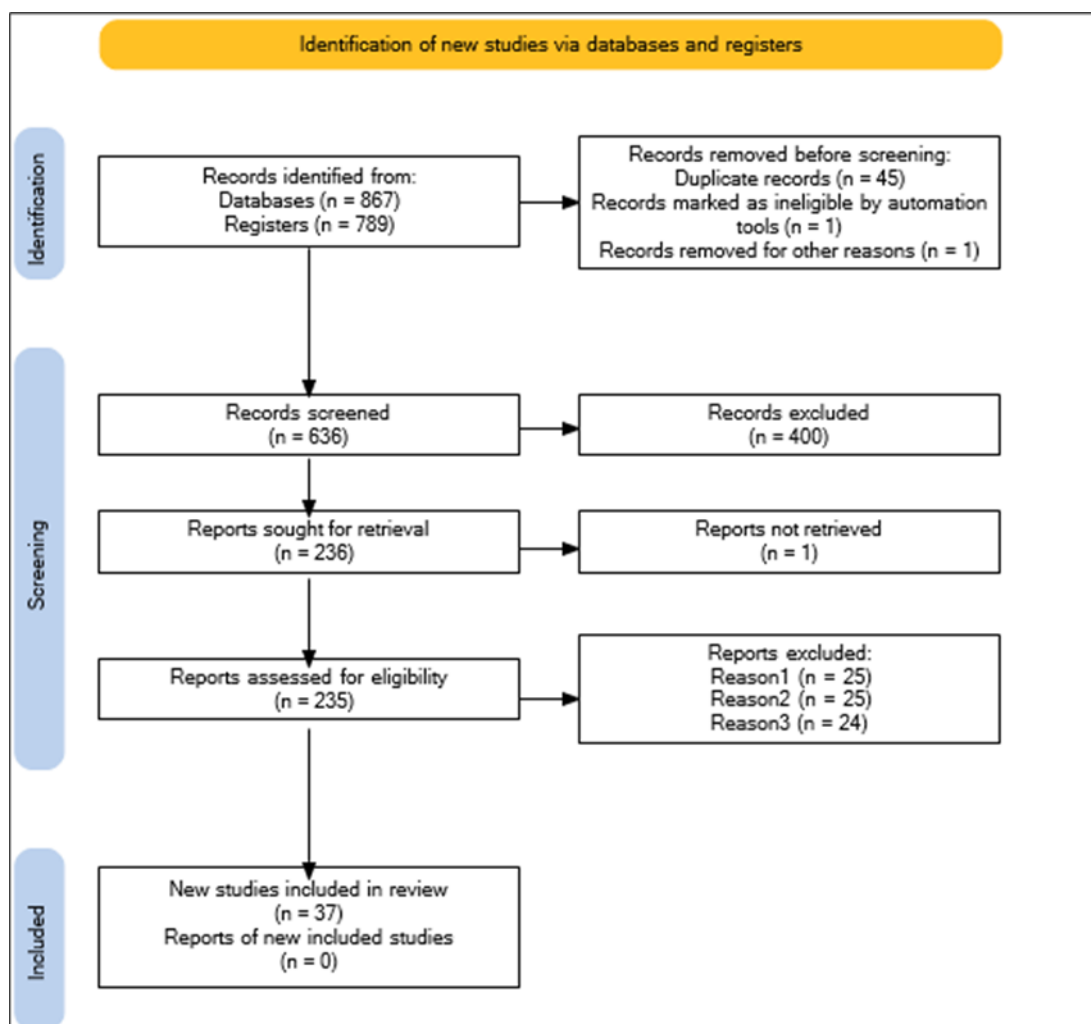 Identification of new studies via databases and registers
Identification
Records identified from:
Databases (n = 867)
Registers (n = 789)
Records removed before screening:
Duplicate records (n = 45)
Records marked as ineligible by automation
tools (n = 1)
Records removed for other reasons (n = 1)
Screening
Records screened
(n = 636)
Records excluded
(n = 400)
Reports sought for retrieval
(n = 236)
Reports not retrieved
(n = 1)
Reports assessed for eligibility
(n = 235)
Reports excluded:
Reason1 (n = 25)
Reason2 (n = 25)
Reason3 (n = 24)
Included
New studies included in review
(n = 37)
Reports of new included studies
(n = 0)